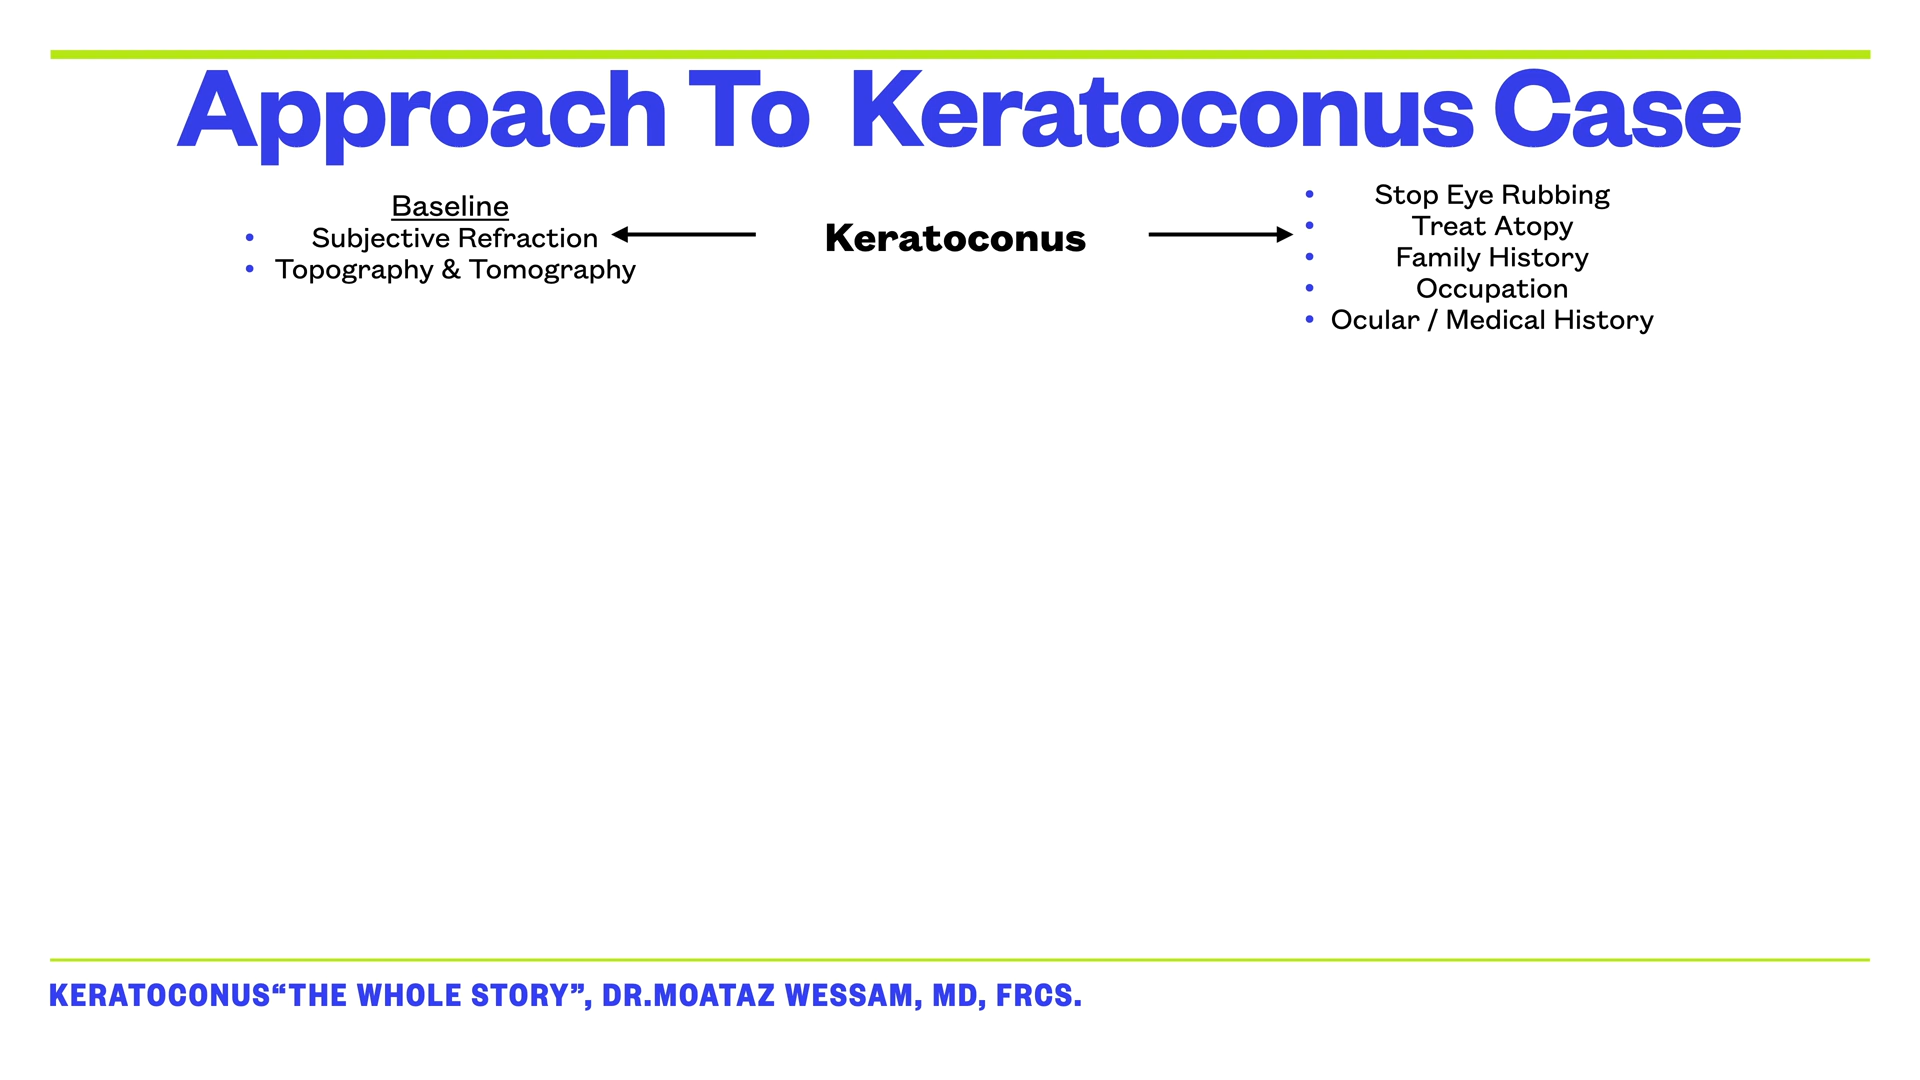 Approach To Keratoconus Case
Baseline
• Subjective Refraction
• Topography & Tomography
Keratoconus
• Stop Eye Rubbing
• Treat Atopy
• Family History
• Occupation
• Ocular / Medical History
KERATOCONUS“THE WHOLE STORY”, DR.MOATAZ WESSAM, MD, FRCS.